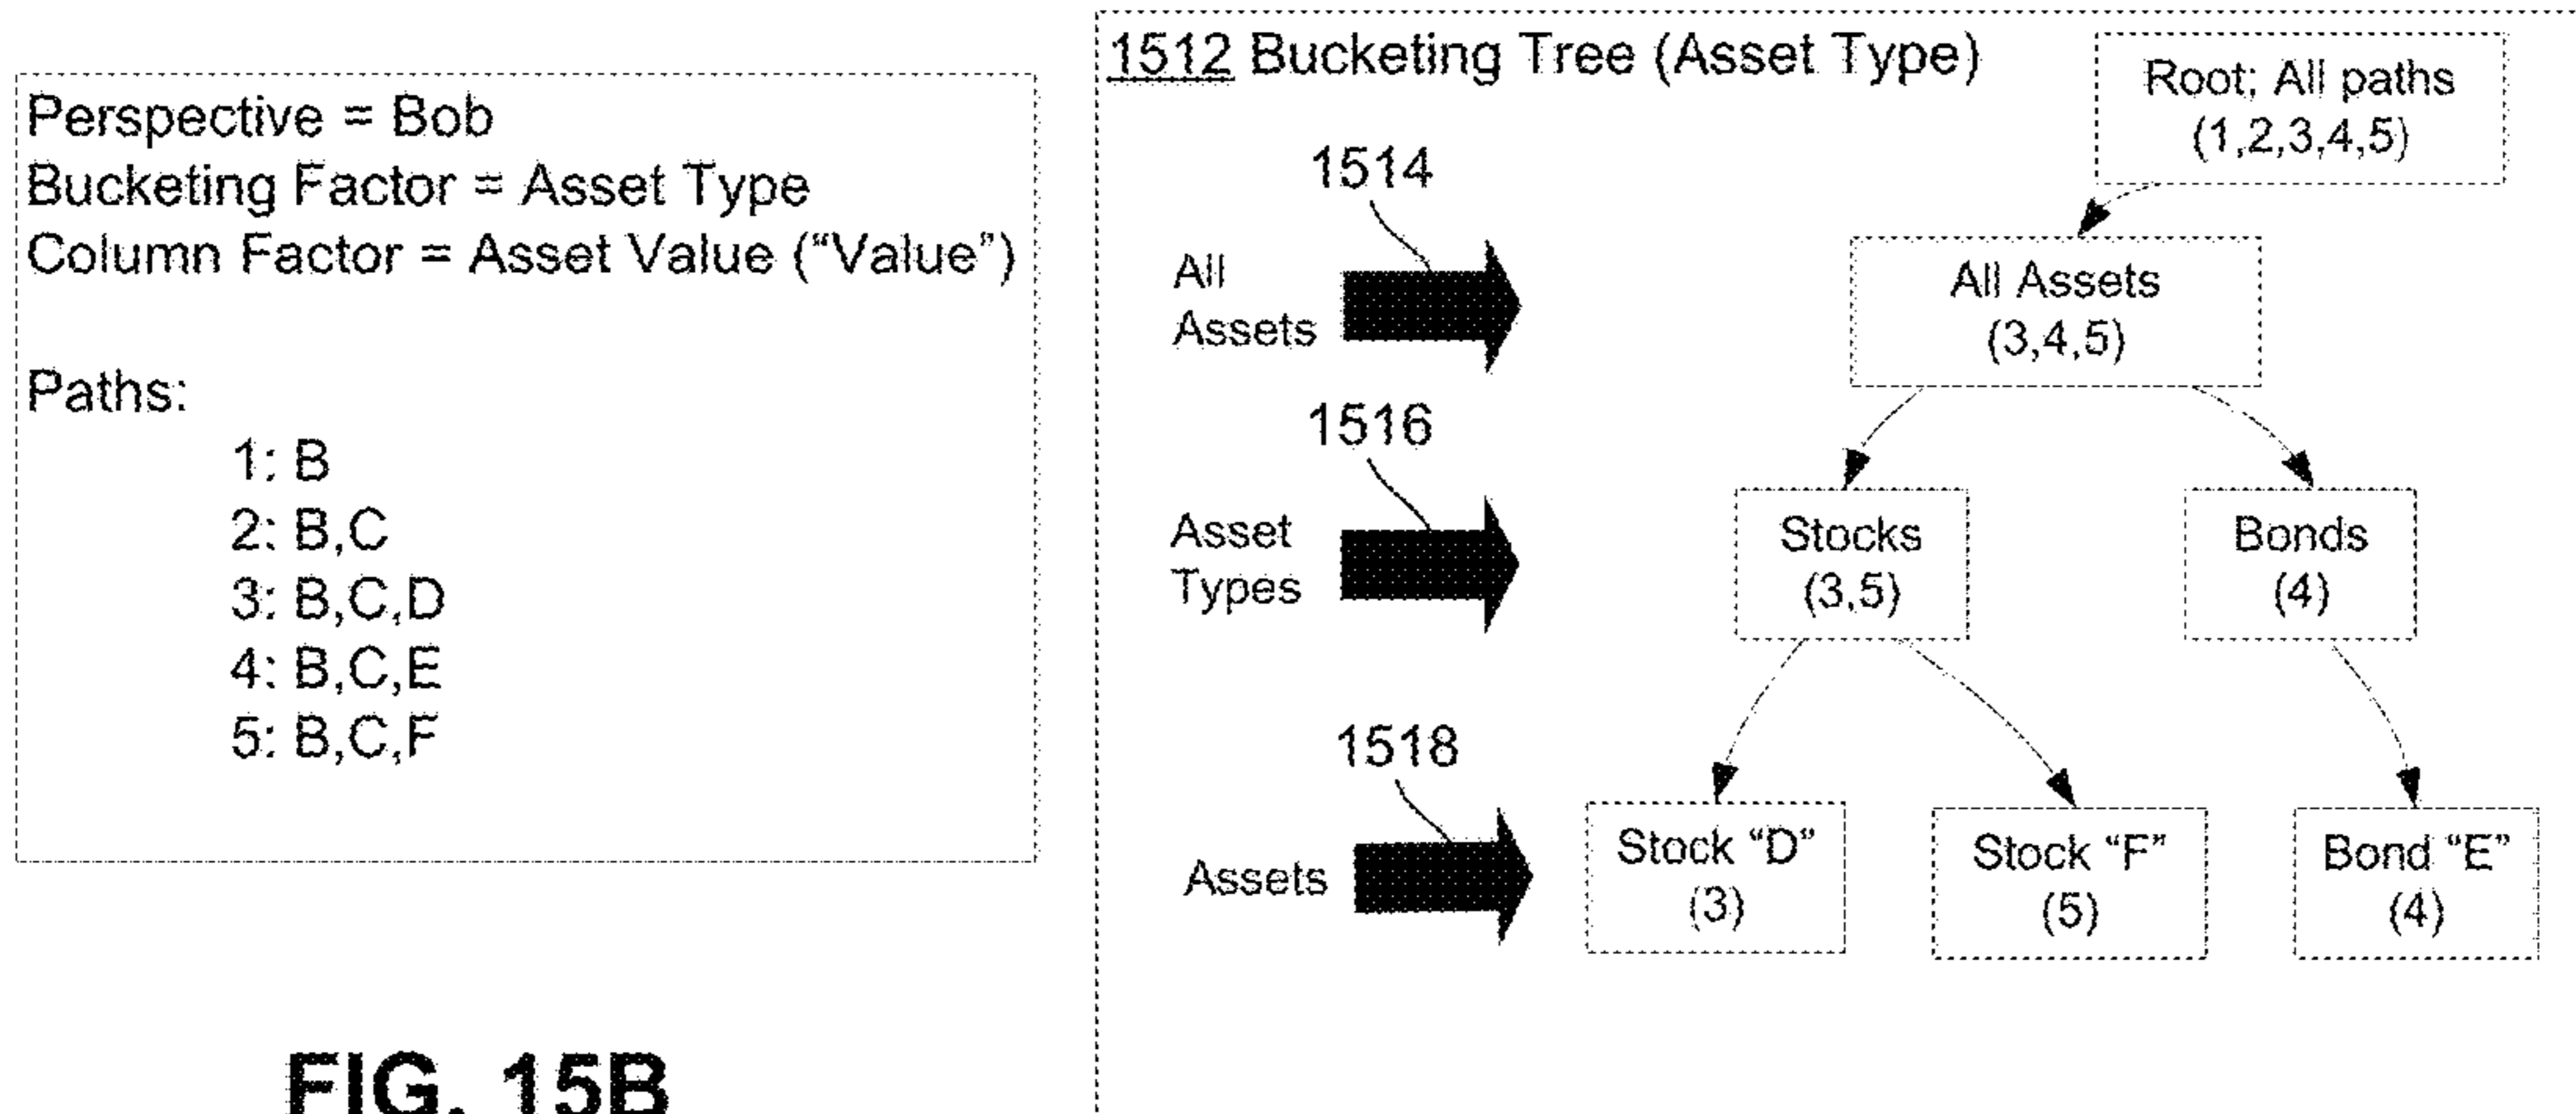 Perspective = Bob
Bucketing Factor = Asset Type
Column Factor = Asset Value (“Value”)
Paths:
1: B
2: B,C
3: B,C,D
4: B,C,E
5: B,C,F
FIG. 15B
1512 Bucketing Tree (Asset Type)
Root; All paths
(1,2,3,4,5)
1514
All
Assets
All Assets
(3,4,5)
1516
Asset
Types
Stocks
(3,5)
Bonds
(4)
1518
Assets
Stock “D”
(3)
Stock “F”
(5)
Bond “E”
(4)